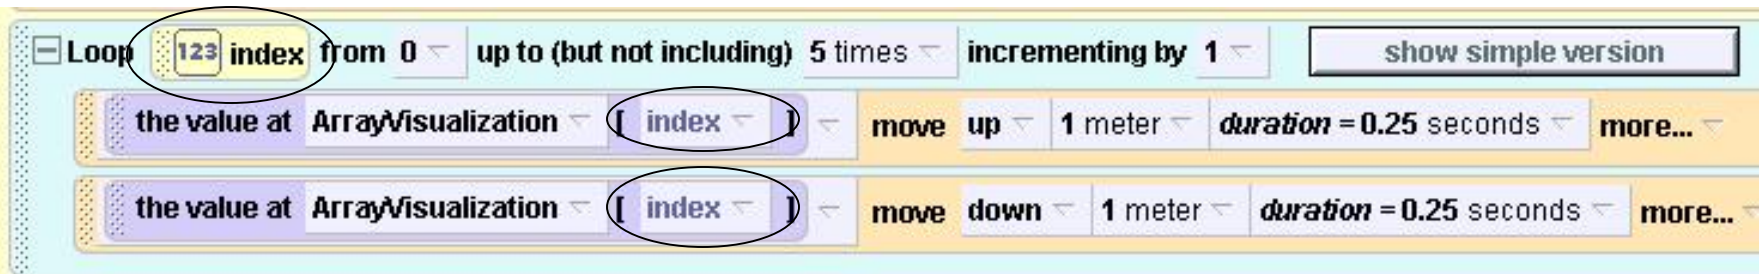 Loop 123 index from 0 up to (but not including) 5 times incrementing by 1 show simple version
the value at ArrayVisualization [ index ] move up 1 meter duration = 0.25 seconds more...
the value at ArrayVisualization [ index ] move down 1 meter duration = 0.25 seconds more...